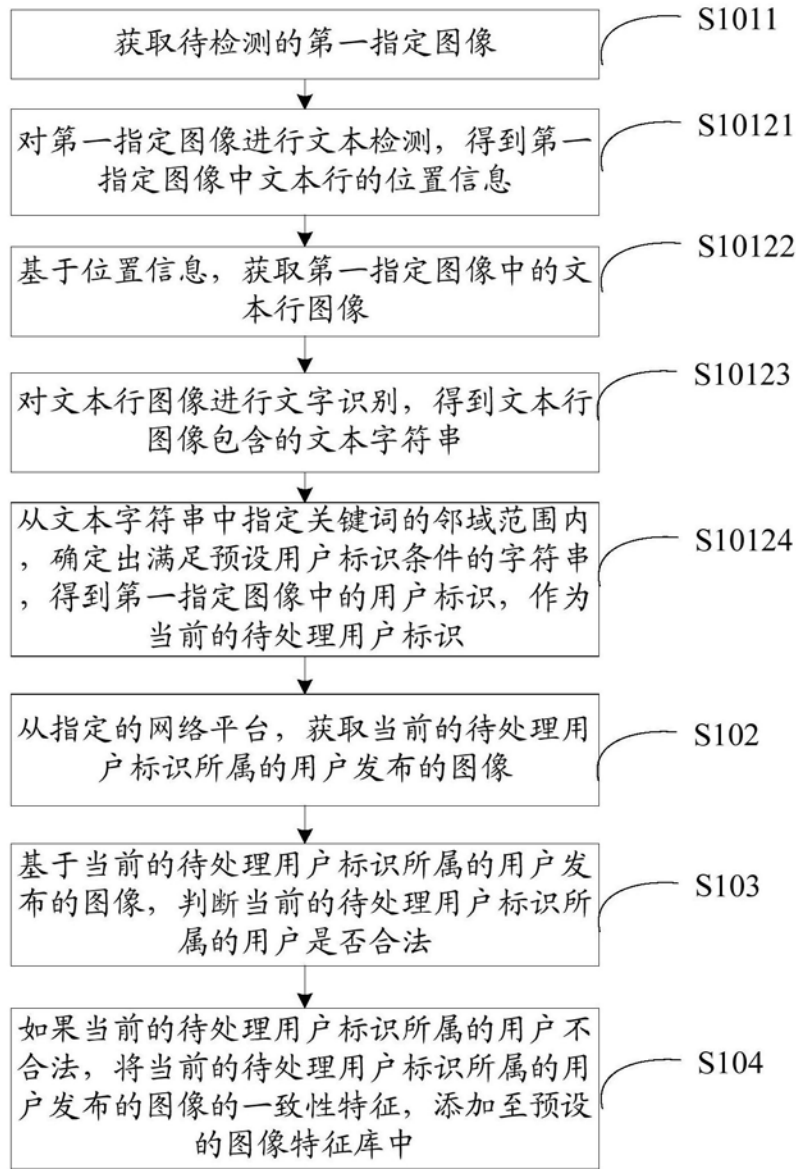 获取待检测的第一指定图像
S1011
对第一指定图像进行文本检测，得到第一
指定图像中文本行的位置信息
S10121
基于位置信息，获取第一指定图像中的文
本行图像
S10122
对文本行图像进行文字识别，得到文本行
图像包含的文本字符串
S10123
从文本字符串中指定关键词的邻域范围内
，确定出满足预设用户标识条件的字符串
，得到第一指定图像中的用户标识，作为
当前的待处理用户标识
S10124
从指定的网络平台，获取当前的待处理用
户标识所属的用户发布的图像
S102
基于当前的待处理用户标识所属的用户发
布的图像，判断当前的待处理用户标识所
属的用户是否合法
S103
如果当前的待处理用户标识所属的用户不
合法，将当前的待处理用户标识所属的用
户发布的图像的一致性特征，添加至预设
的图像特征库中
S104